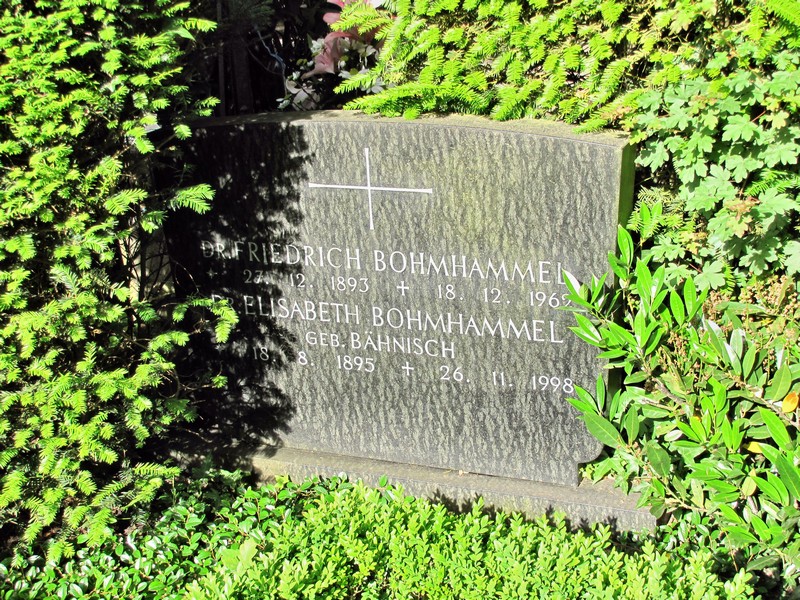 DR. FRIEDRICH BOHMHAMMEL
* 27. 12. 1893 ✝ 18. 12. 1969
DR. ELISABETH BOHMHAMMEL
GEB. BÄHNISCH
18. 8. 1895 ✝ 26. 11. 1998